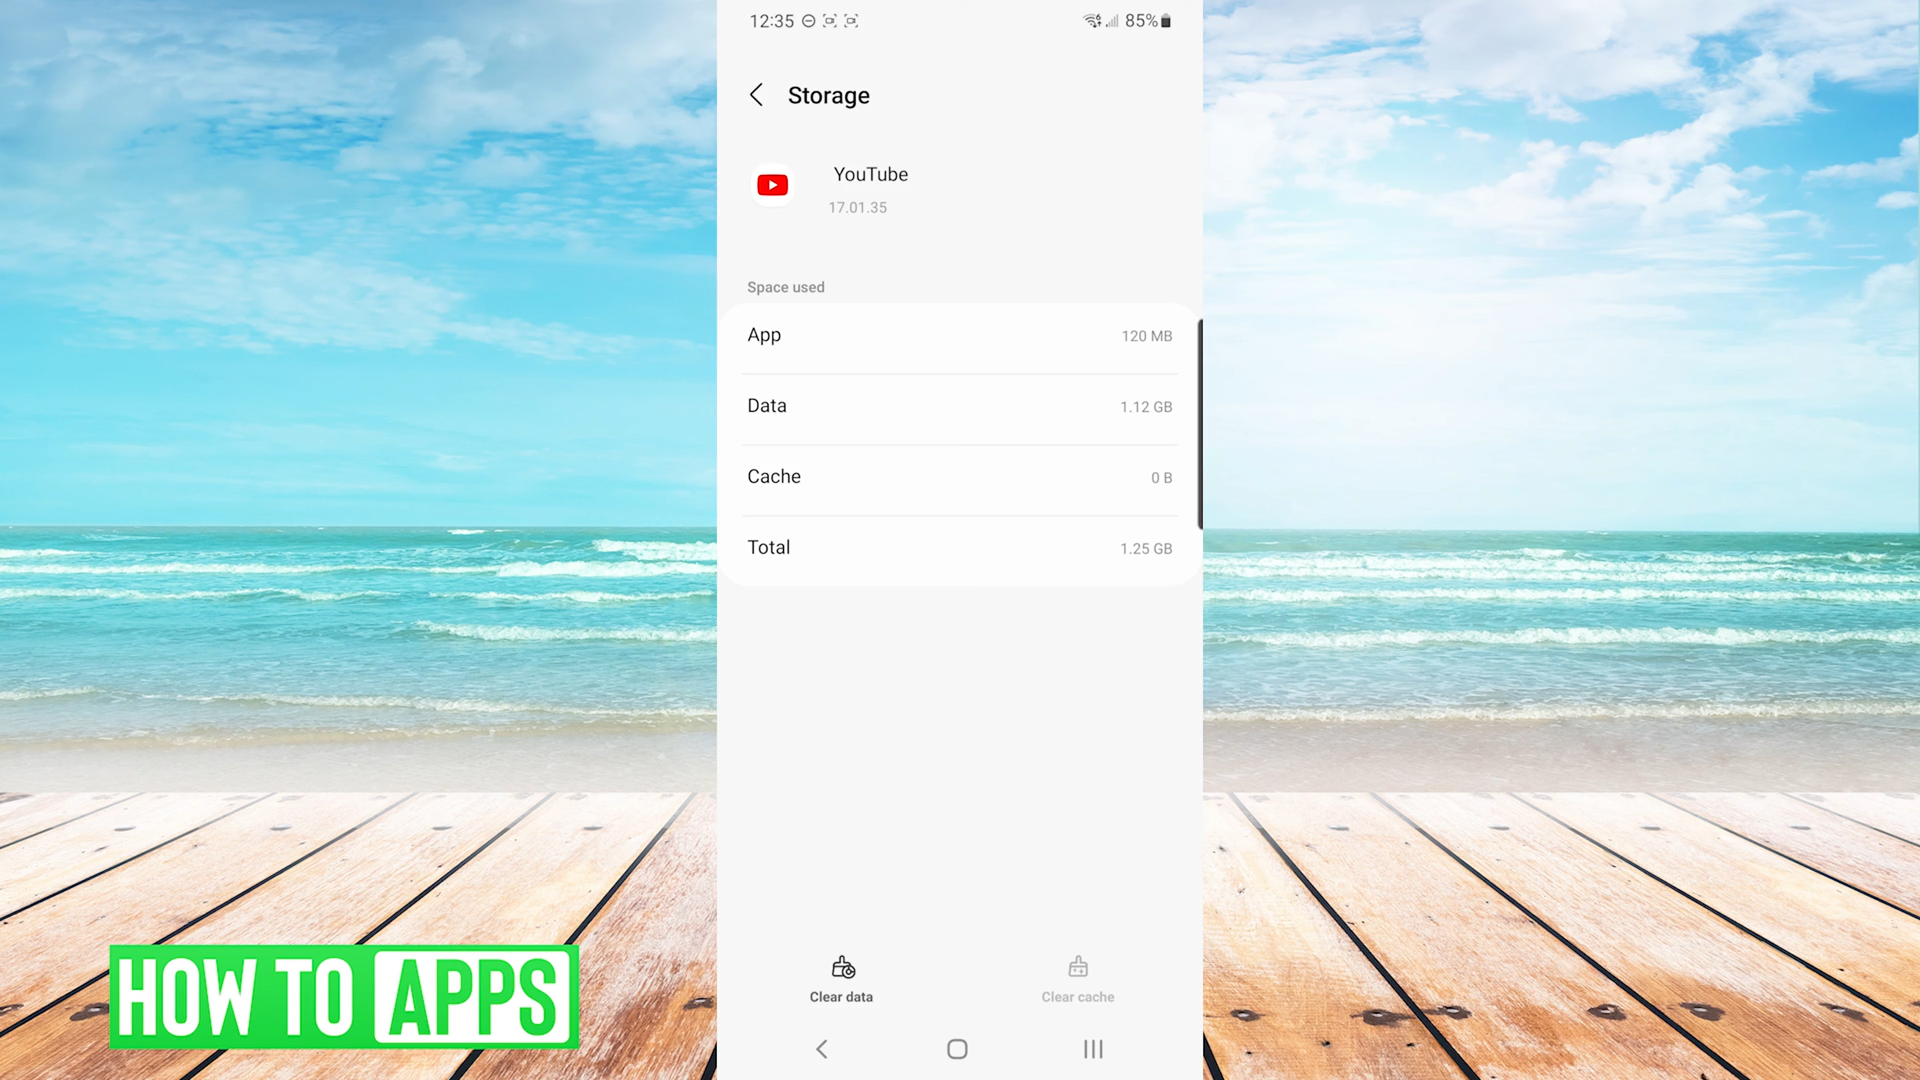 12:35 85%
Storage
YouTube
17.01.35
Space used
App 120 MB
Data 1.12 GB
Cache 0 B
Total 1.25 GB
Clear data Clear cache
HOW TO APPS